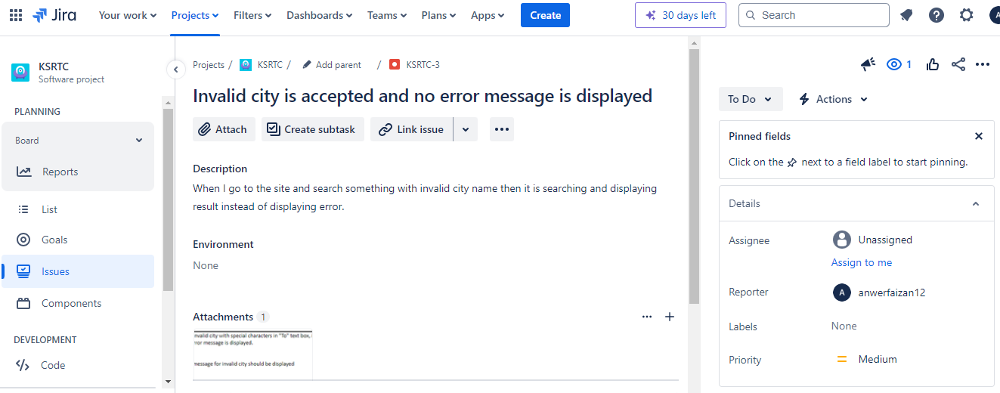 Jira Your work Projects Filters Dashboards Teams Plans Apps Create 30 days left Search A
KSRTC
Software project
PLANNING
Board
Reports
List
Goals
Issues
Components
DEVELOPMENT
Code
Projects / KSRTC / Add parent / KSRTC-3
Invalid city is accepted and no error message is displayed
Attach Create subtask Link issue
Description
When I go to the site and search something with invalid city name then it is searching and displaying
result instead of displaying error.
Environment
None
Attachments 1
nvalid city with special characters in "To" text box,
ror message is displayed.
message for invalid city should be displayed
1
To Do Actions
Pinned fields
Click on the next to a field label to start pinning.
Details
Assignee Unassigned
Assign to me
Reporter A anwerfaizan12
Labels None
Priority Medium